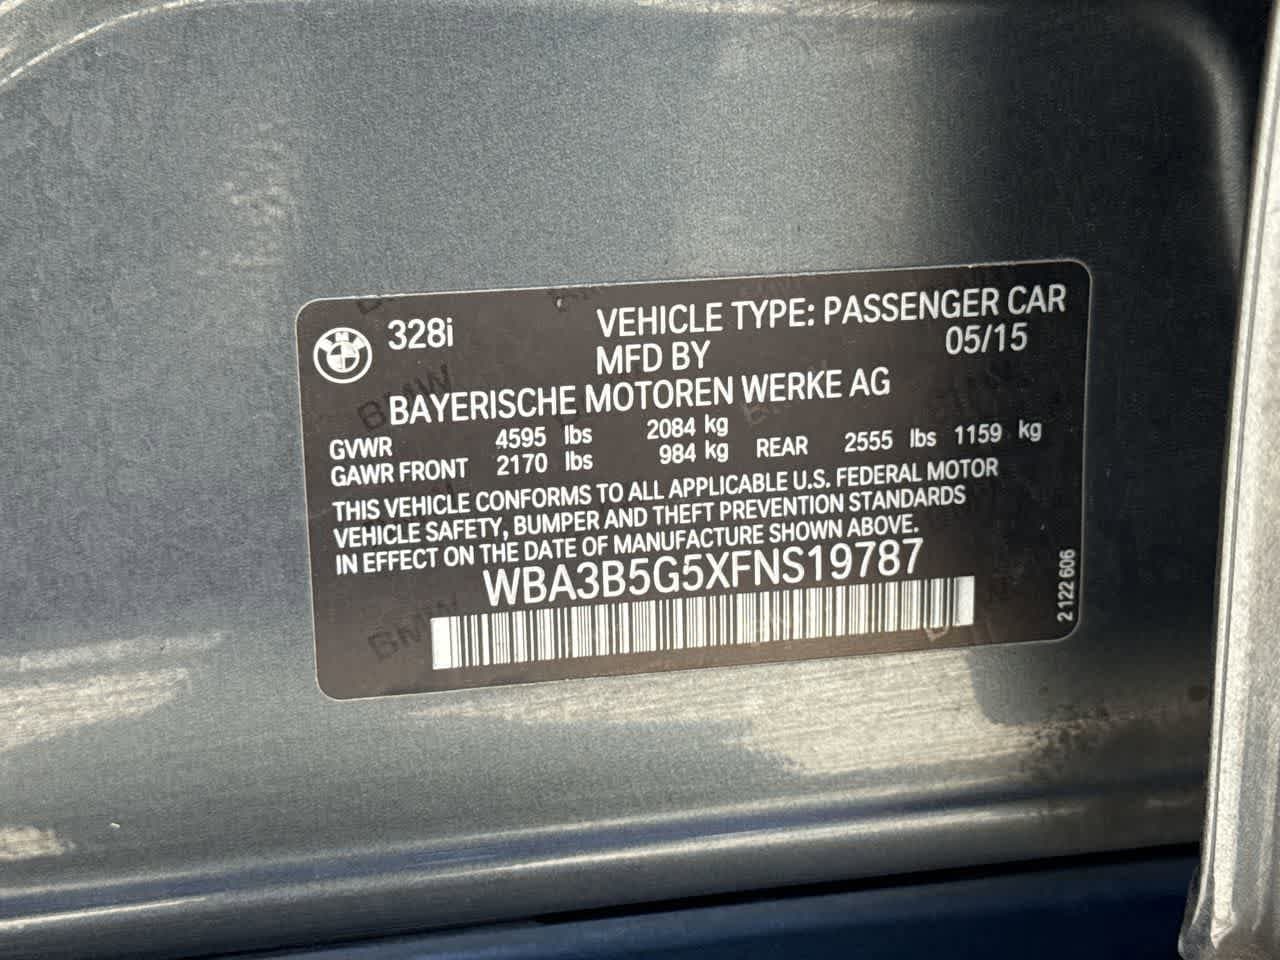 BMW 328i VEHICLE TYPE: PASSENGER CAR
MFD BY 05/15
BAYERISCHE MOTOREN WERKE AG
GVWR 4595 lbs 2084 kg
GAWR FRONT 2170 lbs 984 kg REAR 2555 lbs 1159 kg
THIS VEHICLE CONFORMS TO ALL APPLICABLE U.S. FEDERAL MOTOR
VEHICLE SAFETY, BUMPER AND THEFT PREVENTION STANDARDS
IN EFFECT ON THE DATE OF MANUFACTURE SHOWN ABOVE.
WBA3B5G5XFNS19787
2 122 606